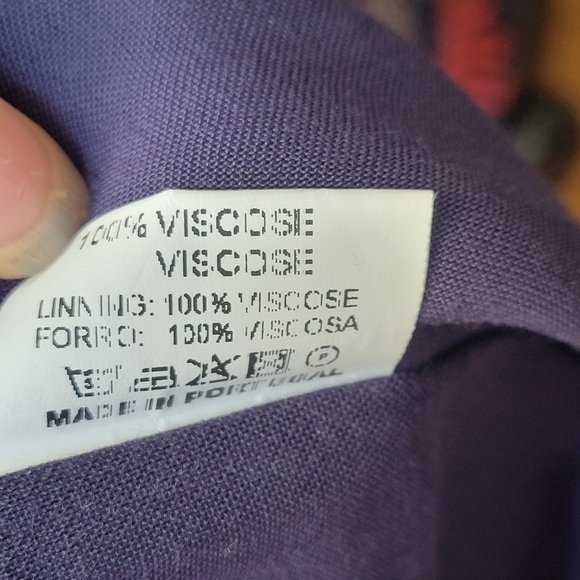 100% VISCOSE
VISCOSE
LINNING: 100% VISCOSE
FORRO: 100% VISCOSA
P
MADE IN PORTUGAL